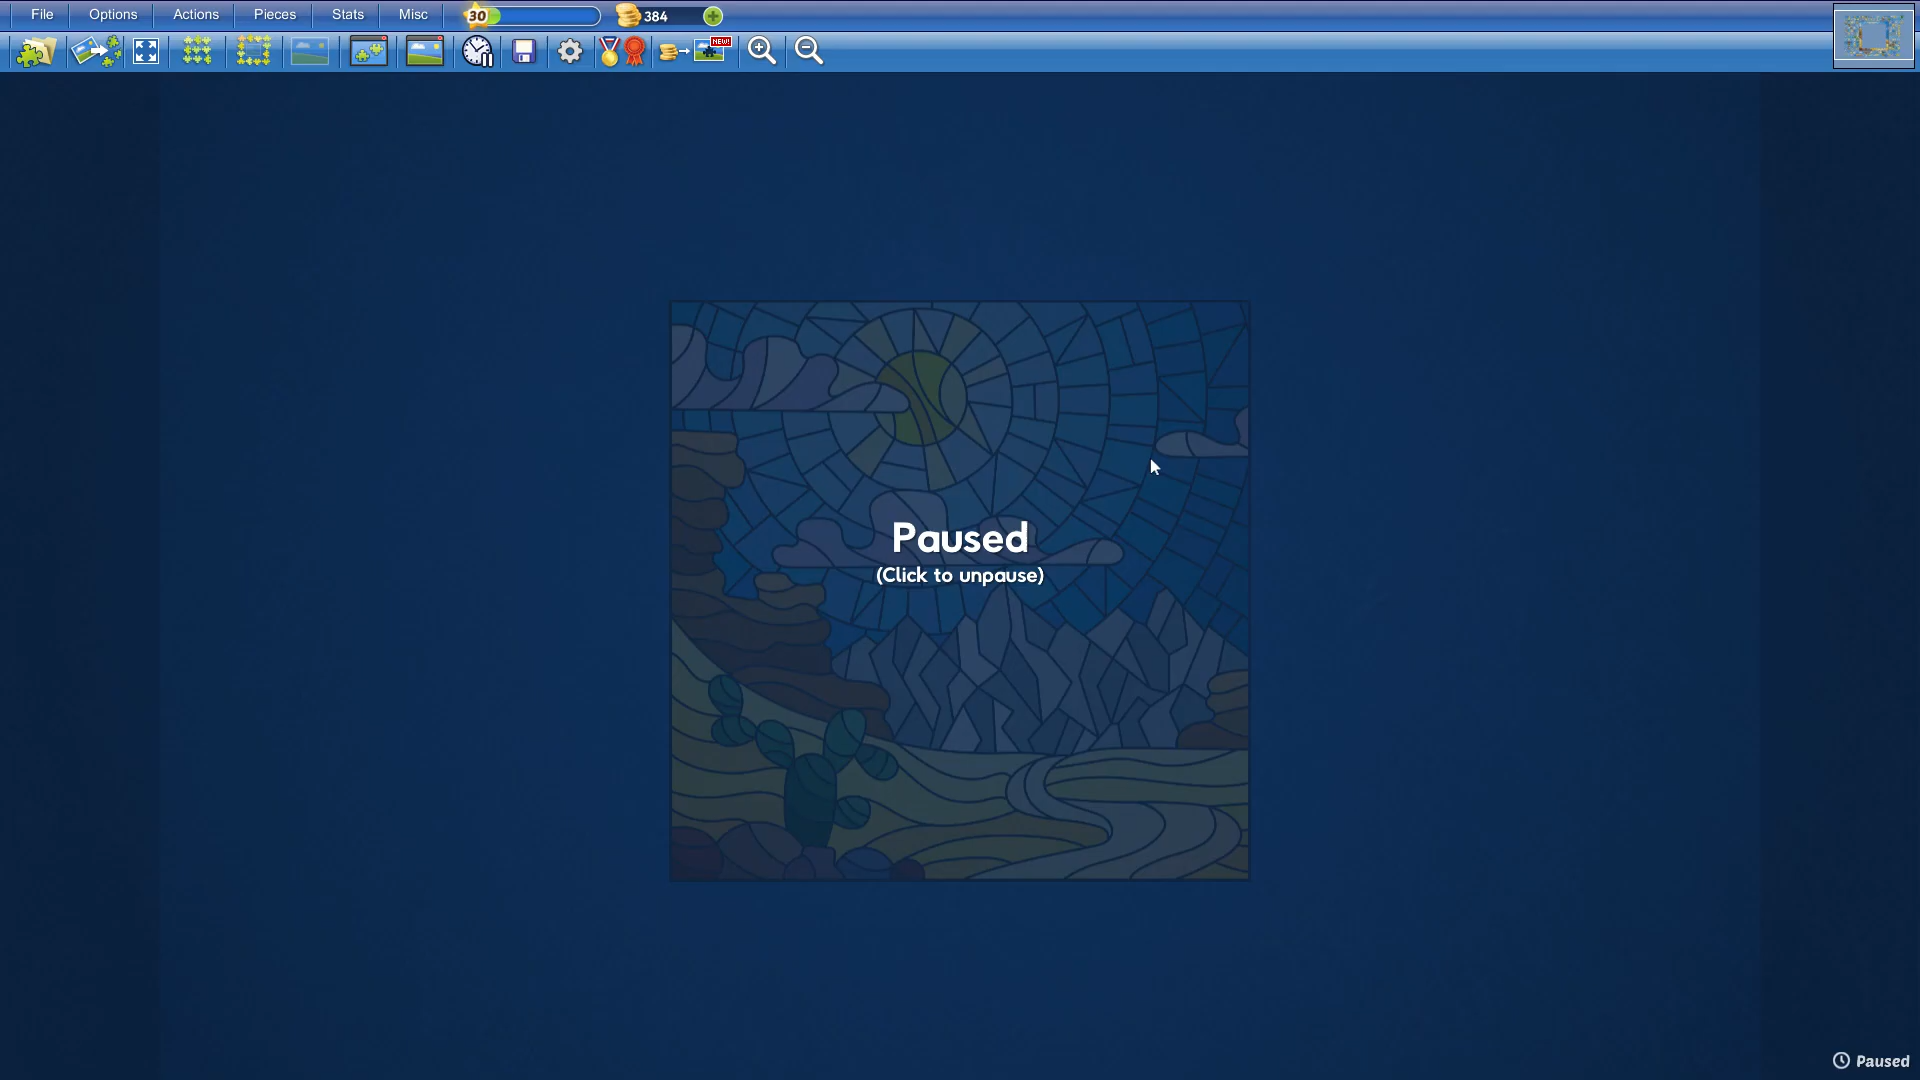 File Options Actions Pieces Stats Misc 30 384
NEW!
Paused
(Click to unpause)
Paused